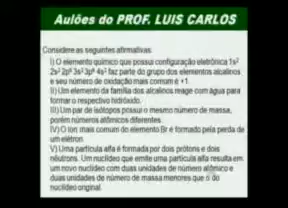 Aulões do PROF. LUIS CARLOS
Considere as seguintes afirmativas:
I) O elemento químico que possui configuração eletrônica 1s²
2s² 2p⁶ 3s² 3p⁶ 4s² faz parte do grupo dos elementos alcalinos
e seu número de oxidação mais comum é +1.
II) Um elemento da família dos alcalinos reage com água para
formar o respectivo hidróxido.
III) Um par de isótopos possui o mesmo número de massa,
porém números atômicos diferentes.
IV) O íon mais comum do elemento Br é formado pela perda de
um elétron.
V) Uma partícula alfa é formada por dois prótons e dois
nêutrons. Um nuclídeo que emite uma partícula alfa resulta em
um novo nuclídeo com duas unidades de número atômico e
duas unidades de número de massa menores que o do
nuclídeo original.